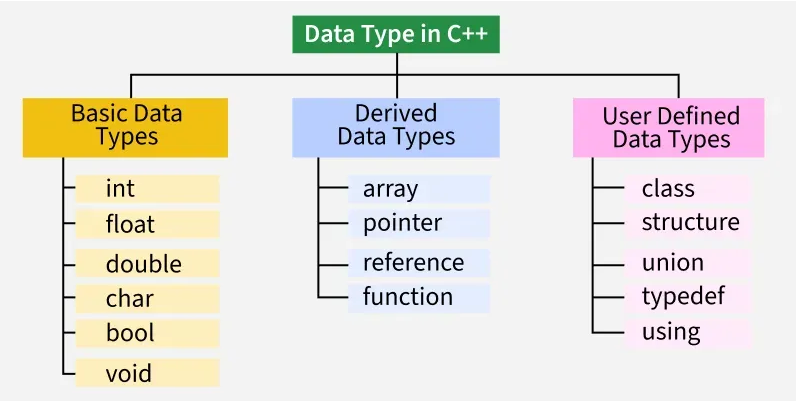 Data Type in C++
Basic Data
Types
int
float
double
char
bool
void
Derived
Data Types
array
pointer
reference
function
User Defined
Data Types
class
structure
union
typedef
using